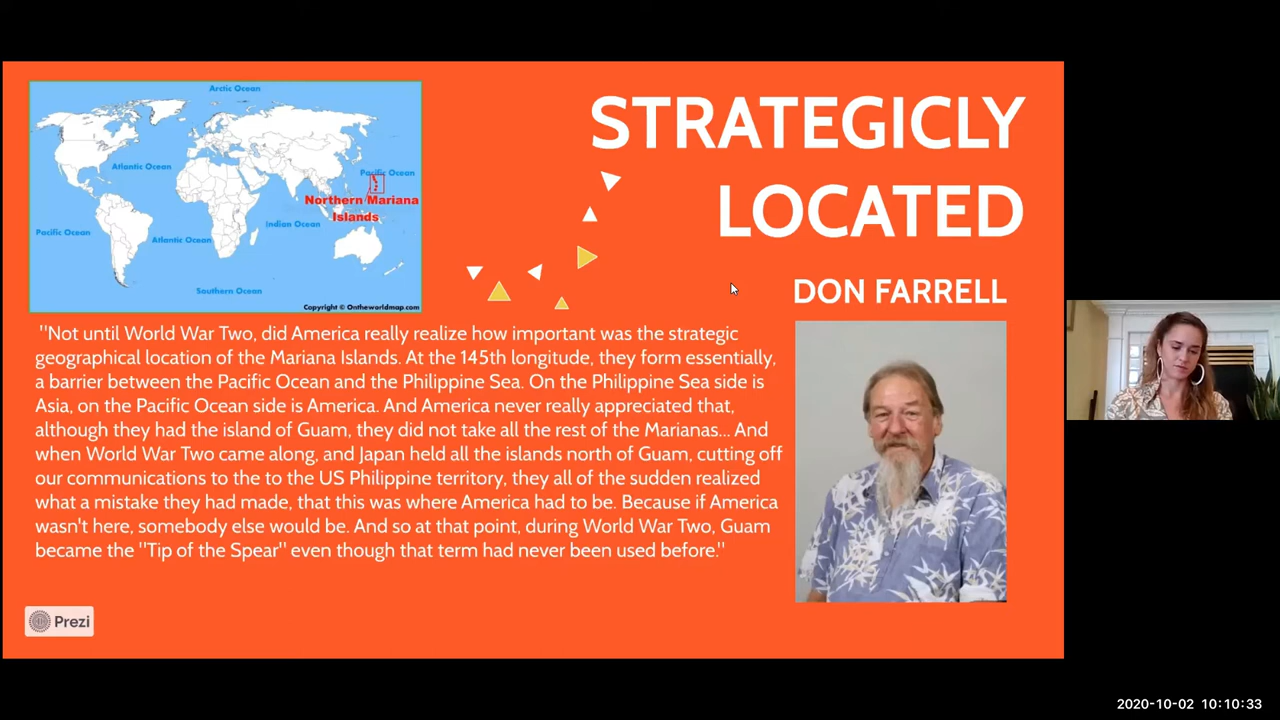 STRATEGICLY
LOCATED
Arctic Ocean
Atlantic Ocean
Pacific Ocean
Northern Mariana
Islands
Indian Ocean
Pacific Ocean
Atlantic Ocean
Southern Ocean
Copyright © Ontheworldmap.com
DON FARRELL
"Not until World War Two, did America really realize how important was the strategic
geographical location of the Mariana Islands. At the 145th longitude, they form essentially,
a barrier between the Pacific Ocean and the Philippine Sea. On the Philippine Sea side is
Asia, on the Pacific Ocean side is America. And America never really appreciated that,
although they had the island of Guam, they did not take all the rest of the Marianas... And
when World War Two came along, and Japan held all the islands north of Guam, cutting off
our communications to the to the US Philippine territory, they all of the sudden realized
what a mistake they had made, that this was where America had to be. Because if America
wasn't here, somebody else would be. And so at that point, during World War Two, Guam
became the "Tip of the Spear" even though that term had never been used before."
Prezi
2020-10-02 10:10:33